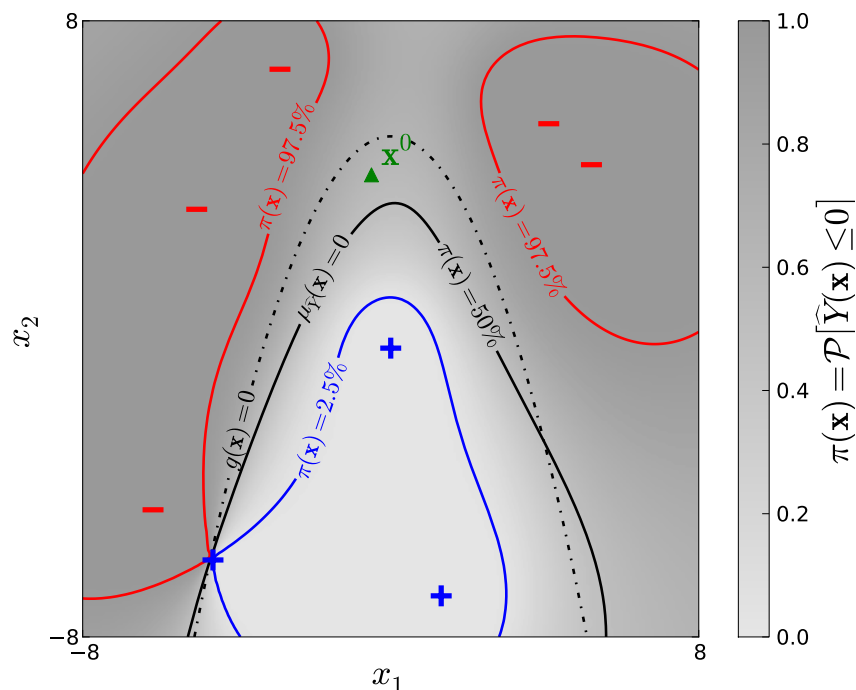 8
x₂
-8
-8
x₁
8
π(𝐱)=97.5%
𝐱⁰
π(𝐱)=97.5%
μ_Ŷ(𝐱)=0
π(𝐱)=50%
g(𝐱)=0
π(𝐱)=2.5%
1.0
0.8
0.6
0.4
0.2
0.0
π(𝐱)=𝒫[Ŷ(𝐱)≤0]